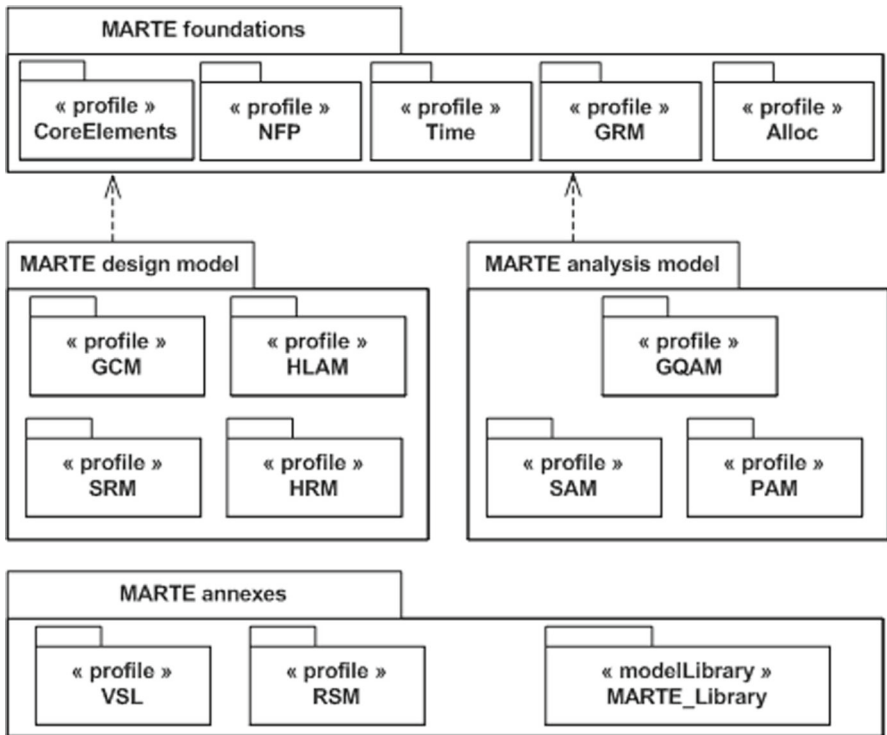 MARTE foundations
« profile » « profile » « profile » « profile » « profile »
CoreElements NFP Time GRM Alloc
MARTE design model MARTE analysis model
« profile » « profile » « profile »
GCM HLAM GQAM
« profile » « profile » « profile » « profile »
SRM HRM SAM PAM
MARTE annexes
« profile » « profile » « modelLibrary »
VSL RSM MARTE_Library